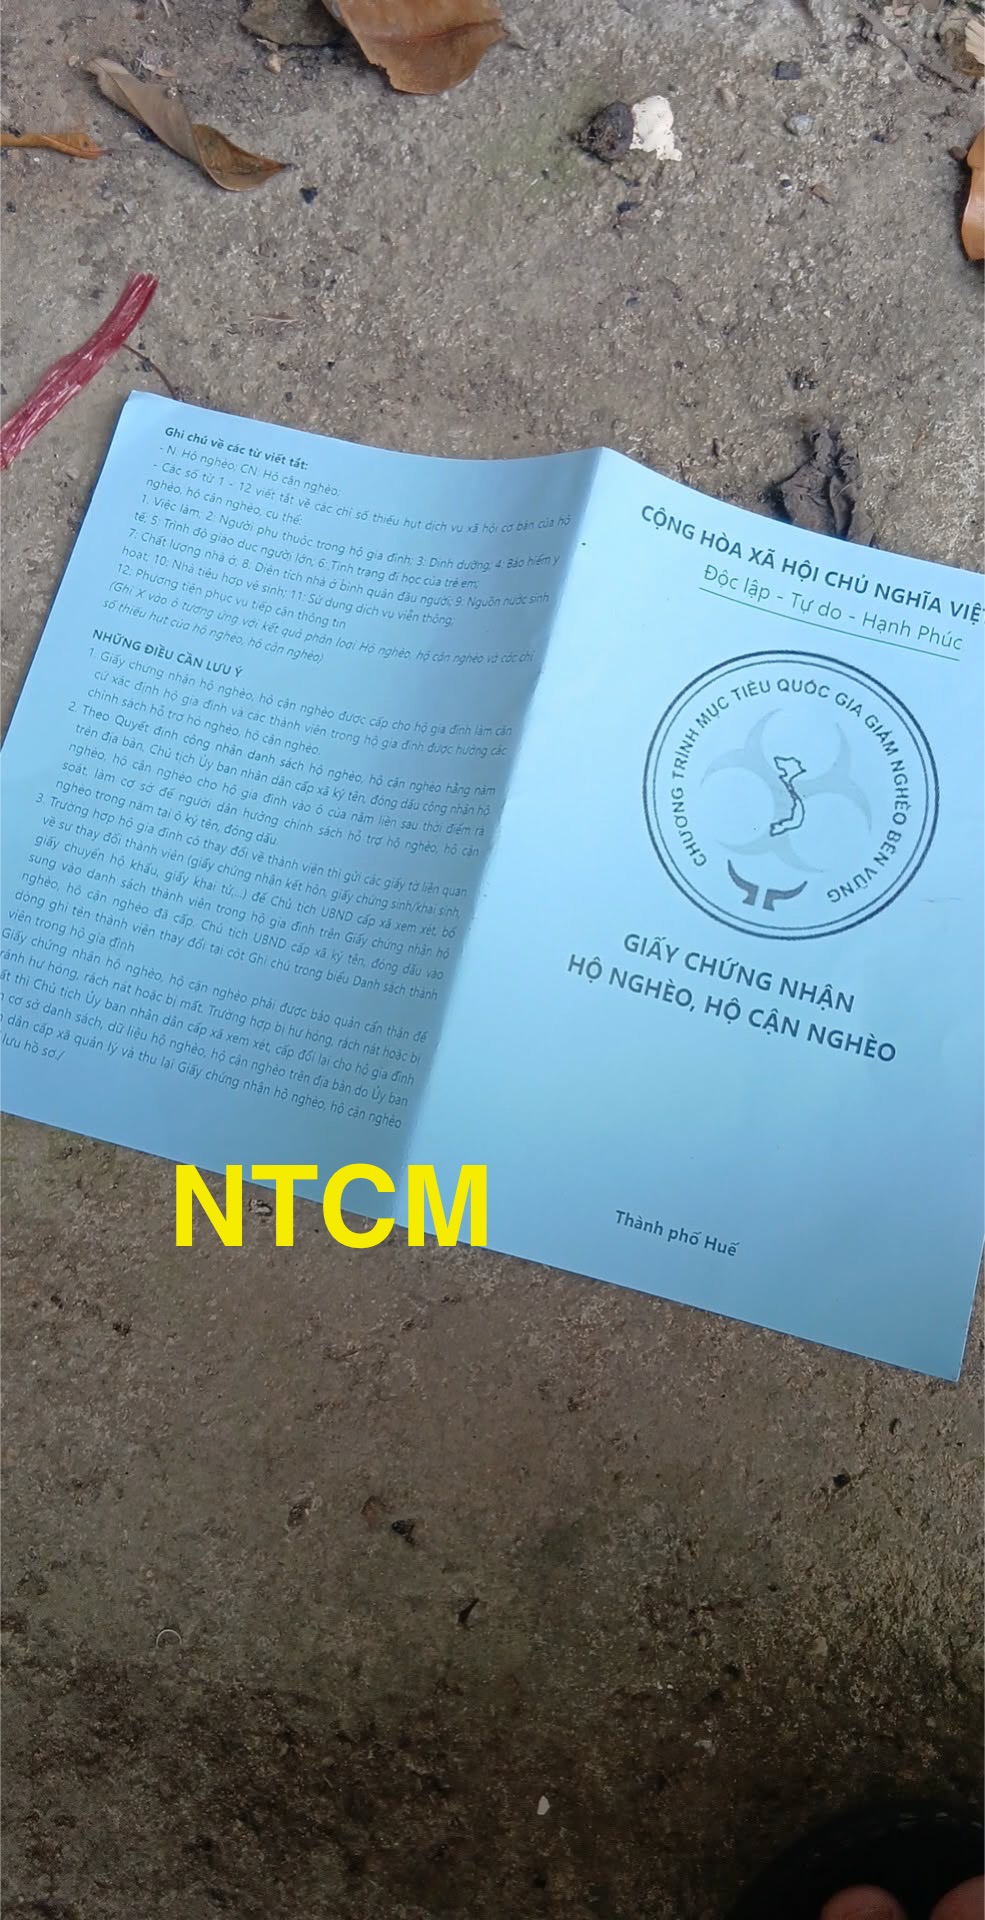 Ghi chú về các từ viết tắt:
- N: Hộ nghèo; CN: Hộ cận nghèo;
- Các số từ 1 - 12 viết tắt về các chỉ số thiếu hụt dịch vụ xã hội cơ bản của hộ
nghèo, hộ cận nghèo, cụ thể:
1. Việc làm; 2: Người phụ thuộc trong hộ gia đình; 3: Dinh dưỡng; 4: Bảo hiểm y
tế; 5: Trình độ giáo dục người lớn; 6: Tình trạng đi học của trẻ em;
7: Chất lượng nhà ở; 8: Diện tích nhà ở bình quân đầu người; 9: Nguồn nước sinh
hoạt; 10: Nhà tiêu hợp vệ sinh; 11: Sử dụng dịch vụ viễn thông;
12: Phương tiện phục vụ tiếp cận thông tin
(Ghi X vào ô tương ứng với kết quả phân loại Hộ nghèo, hộ cận nghèo và các chỉ
số thiếu hụt của hộ nghèo, hộ cận nghèo)
NHỮNG ĐIỀU CẦN LƯU Ý
1. Giấy chứng nhận hộ nghèo, hộ cận nghèo được cấp cho hộ gia đình làm căn
cứ xác định hộ gia đình và các thành viên trong hộ gia đình được hưởng các
chính sách hỗ trợ hộ nghèo, hộ cận nghèo.
2. Theo Quyết định công nhận danh sách hộ nghèo, hộ cận nghèo hằng năm
trên địa bàn, Chủ tịch Ủy ban nhân dân cấp xã ký tên, đóng dấu công nhận hộ
nghèo, hộ cận nghèo cho hộ gia đình vào ô của năm liền sau thời điểm rà
soát, làm cơ sở để người dân hưởng chính sách hỗ trợ hộ nghèo, hộ cận
nghèo trong năm tại ô ký tên, đóng dấu.
3. Trường hợp hộ gia đình có thay đổi về thành viên thì gửi các giấy tờ liên quan
về sự thay đổi thành viên (giấy chứng nhận kết hôn, giấy chứng sinh/khai sinh,
giấy chuyển hộ khẩu, giấy khai tử...) để Chủ tịch UBND cấp xã xem xét, bổ
sung vào danh sách thành viên trong hộ gia đình trên Giấy chứng nhận hộ
nghèo, hộ cận nghèo đã cấp. Chủ tịch UBND cấp xã ký tên, đóng dấu vào
dòng ghi tên thành viên thay đổi tại cột Ghi chú trong biểu Danh sách thành
viên trong hộ gia đình
Giấy chứng nhận hộ nghèo, hộ cận nghèo phải được bảo quản cẩn thận để
hư hỏng, rách nát hoặc bị mất. Trường hợp bị hư hỏng, rách nát hoặc bị
thì Chủ tịch Ủy ban nhân dân cấp xã xem xét, cấp đổi lại cho hộ gia đình
cơ sở danh sách, dữ liệu hộ nghèo, hộ cận nghèo trên địa bàn do Ủy ban
dân cấp xã quản lý và thu lại Giấy chứng nhận hộ nghèo, hộ cận nghèo
lưu hồ sơ./
CỘNG HÒA XÃ HỘI CHỦ NGHĨA VIỆT
Độc lập - Tự do - Hạnh Phúc
CHƯƠNG TRÌNH MỤC TIÊU QUỐC GIA GIẢM NGHÈO BỀN VỮNG
GIẤY CHỨNG NHẬN
HỘ NGHÈO, HỘ CẬN NGHÈO
Thành phố Huế
NTCM